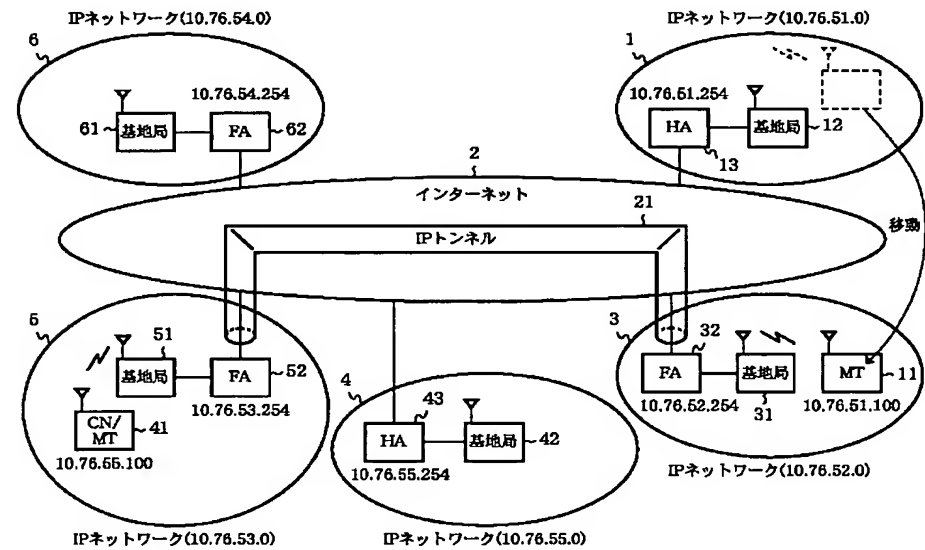 IPネットワーク(10.76.54.0)
6
10.76.54.254
61
基地局
FA
62
IPネットワーク(10.76.51.0)
1
10.76.51.254
HA
基地局
12
13
移動
2
インターネット
21
IPトンネル
5
51
基地局
FA
52
10.76.53.254
CN/
MT
41
10.76.55.100
IPネットワーク(10.76.53.0)
4
43
HA
基地局
42
10.76.55.254
IPネットワーク(10.76.55.0)
3
32
FA
基地局
MT
11
10.76.52.254
31
10.76.51.100
IPネットワーク(10.76.52.0)